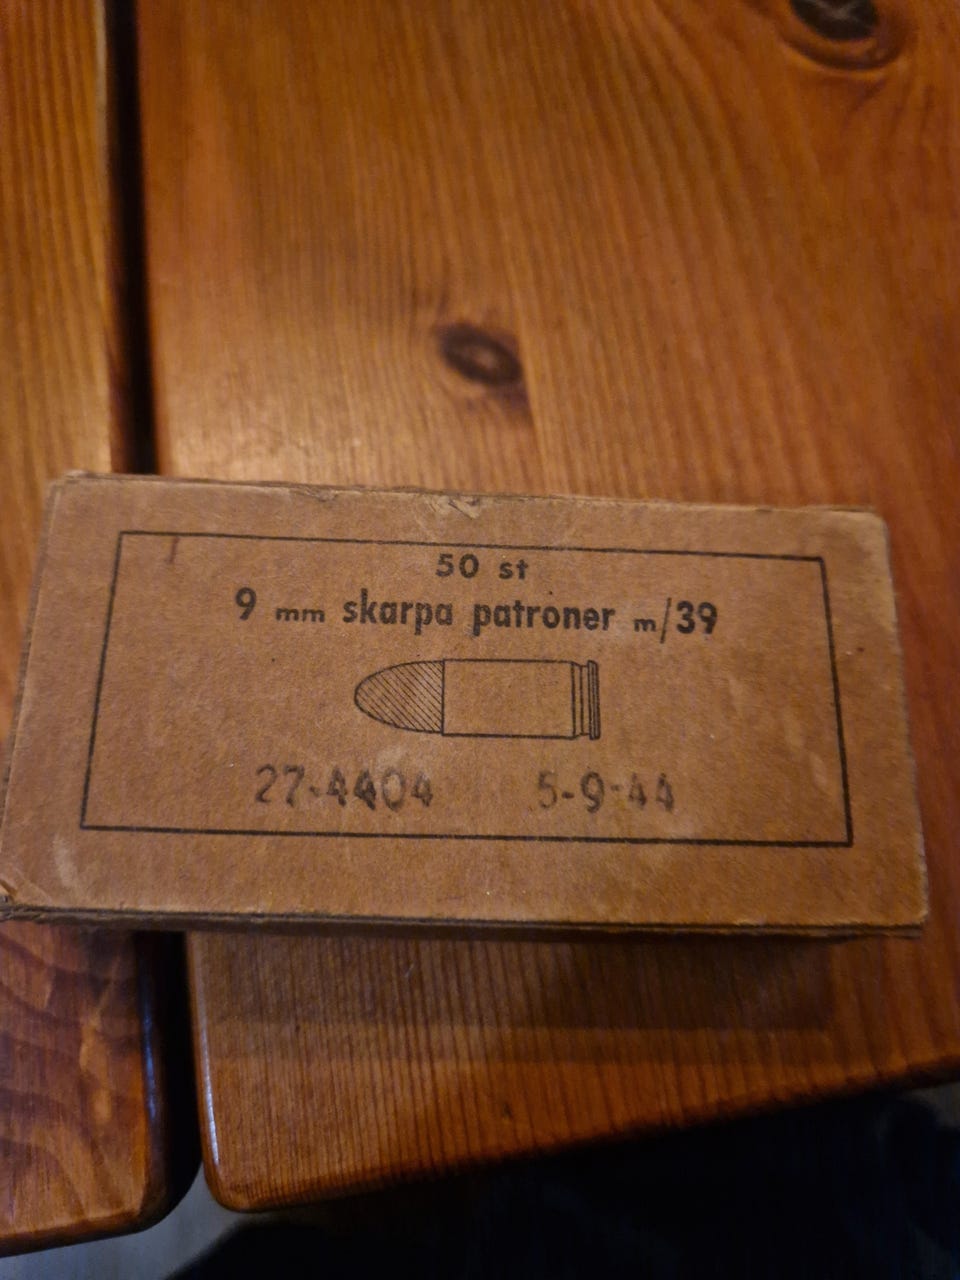 50 st
9 mm skarpa patroner m/39
27-4404 5-9-44